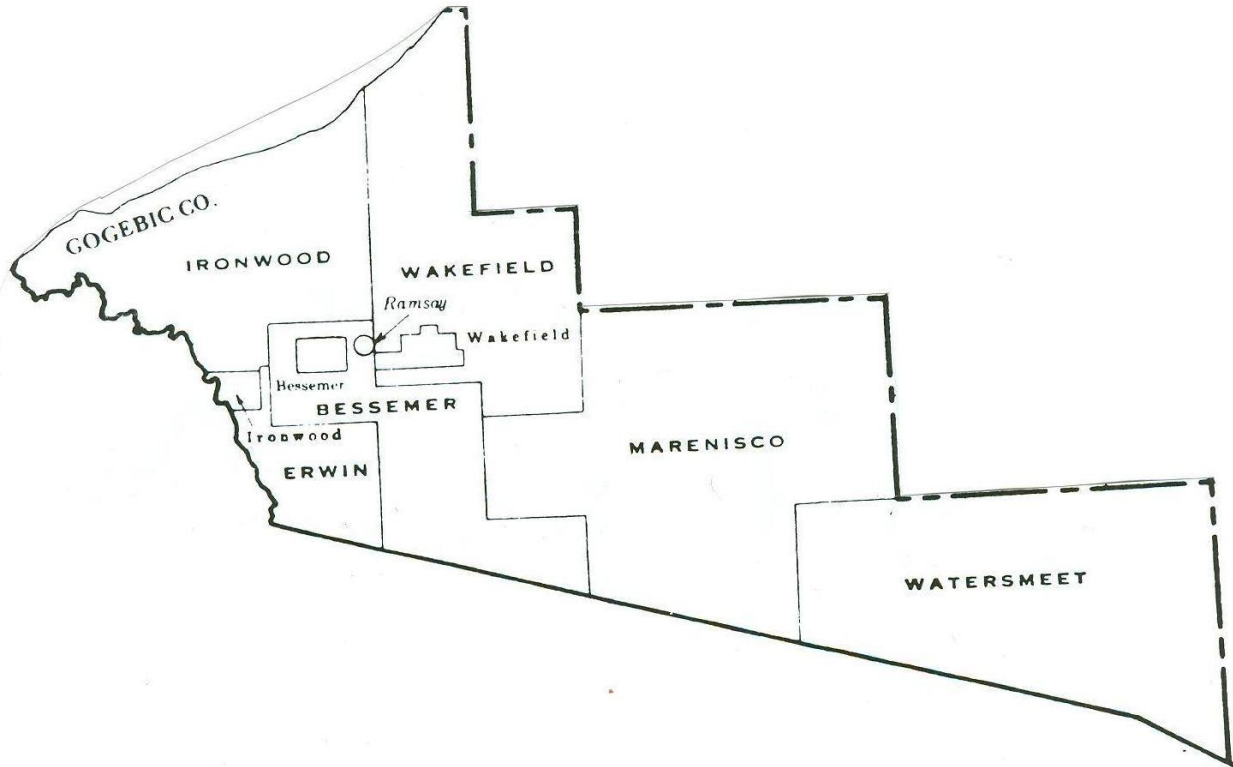 GOGEBIC CO.
IRONWOOD
WAKEFIELD
Ramsay
Wakefield
Bessemer
BESSEMER
Ironwood
MARENISCO
ERWIN
WATERSMEET